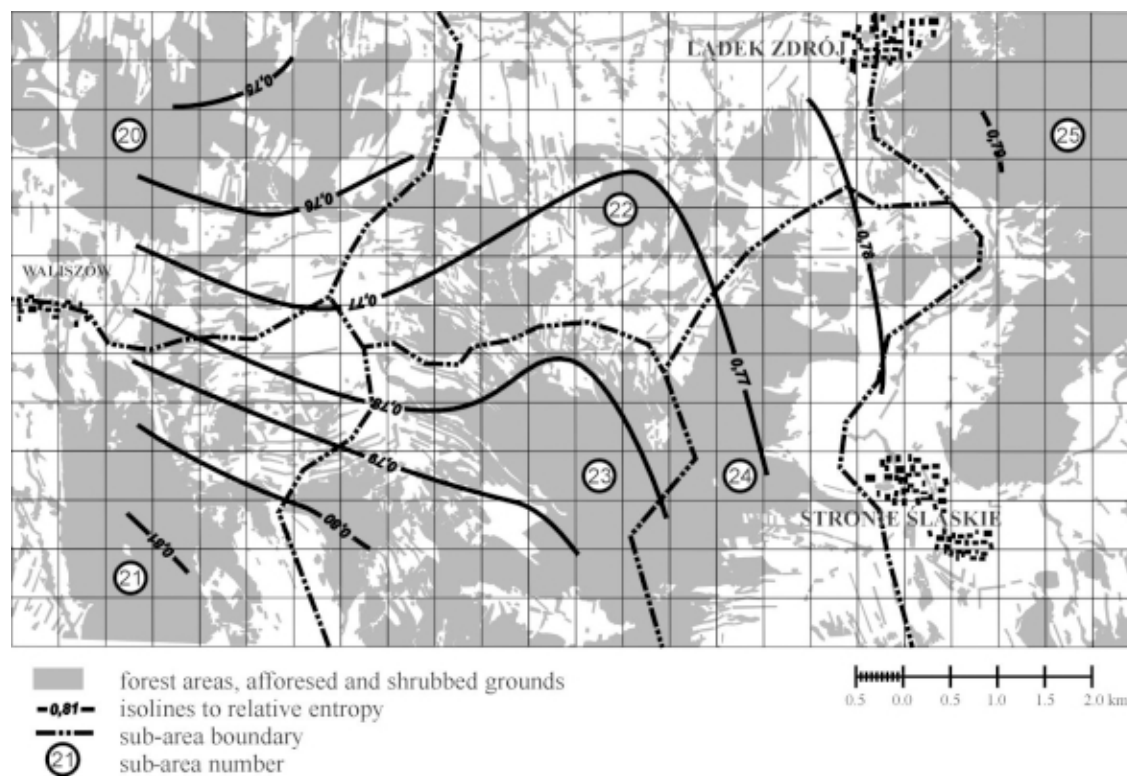 LĄDEK ZDRÓJ
0,76
20
25
0,79
0,76
22
WALISZÓW
0,78
0,77
0,77
0,78
0,79
23
24
STRONIE ŚLĄSKIE
0,80
0,81
21
forest areas, afforesed and shrubbed grounds
0,81 isolines to relative entropy
sub-area boundary
21 sub-area number
0.5 0.0 0.5 1.0 1.5 2.0 km